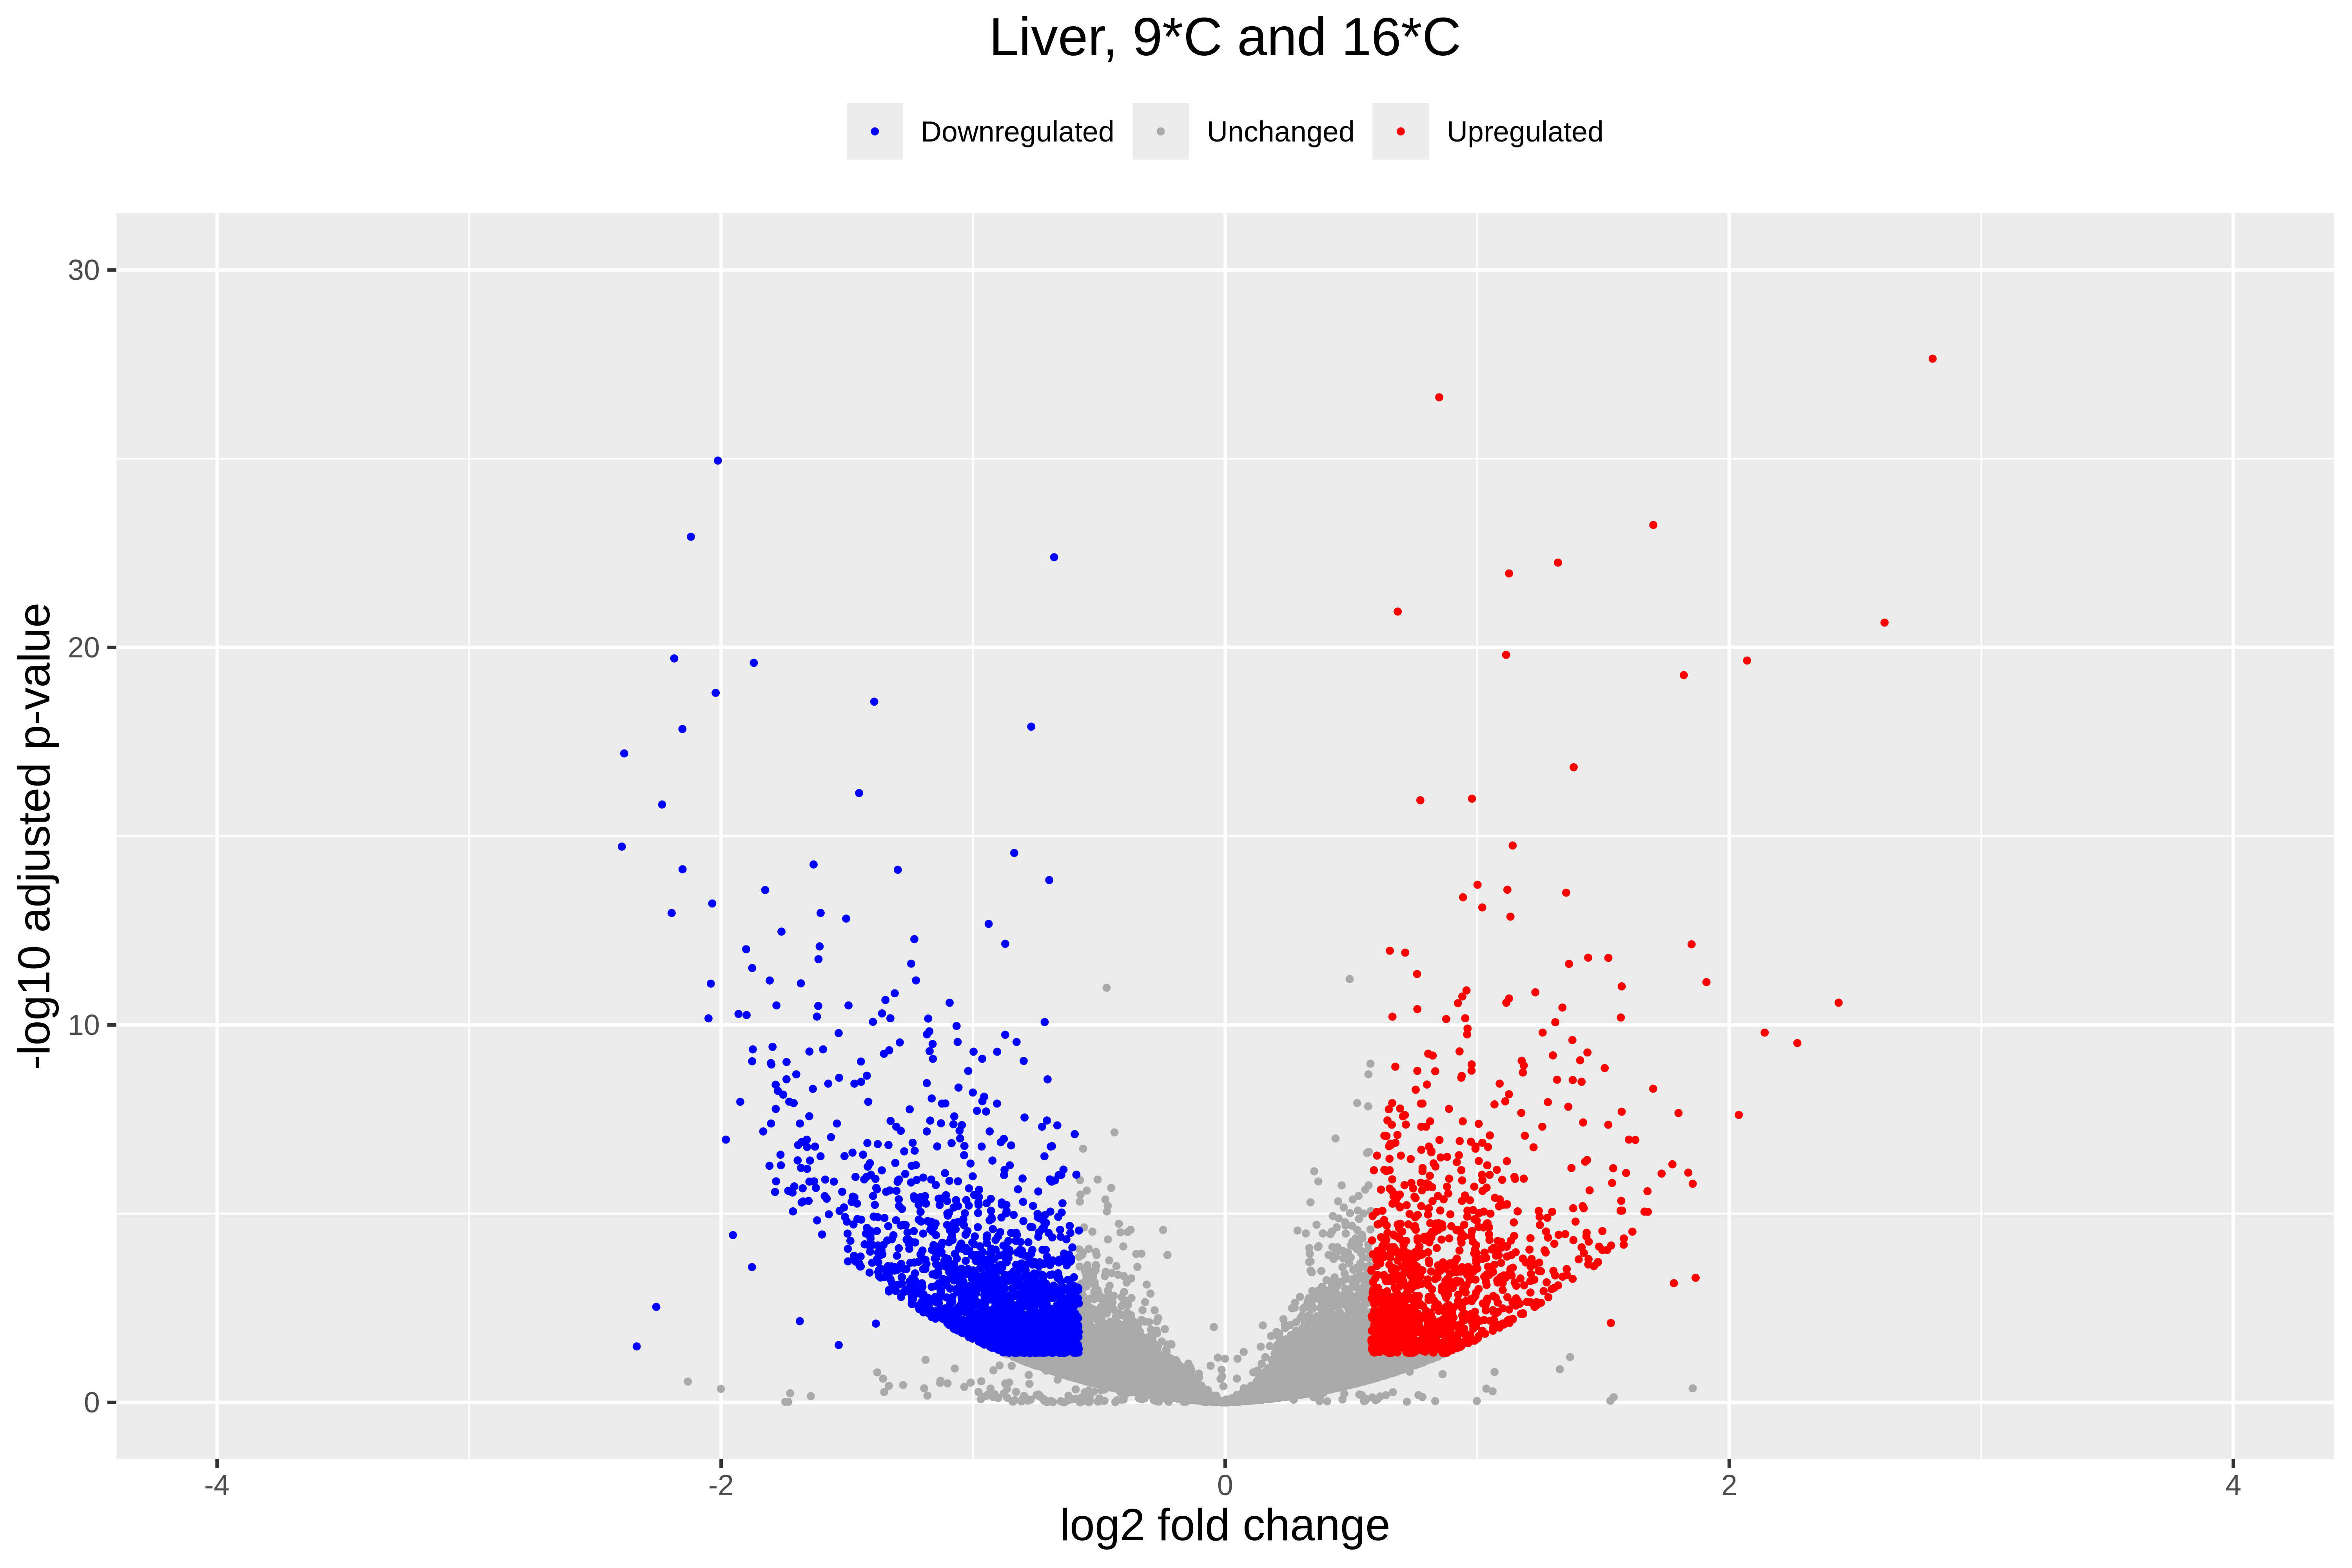 Liver, 9*C and 16*C
Downregulated Unchanged Upregulated
30
20
10
0
-log10 adjusted p-value
-4 -2 0 2 4
log2 fold change